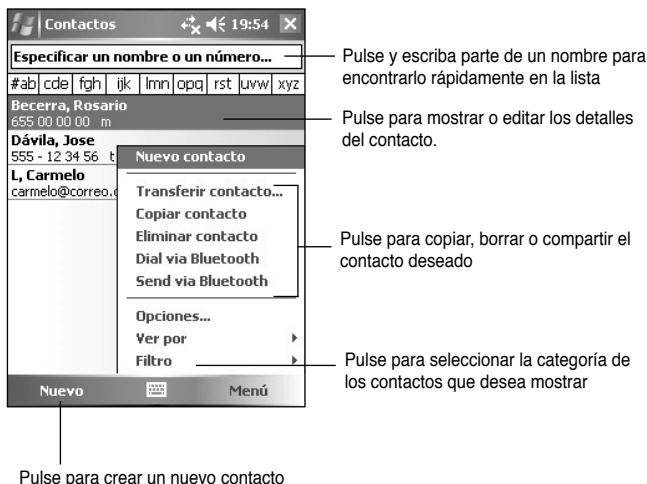 Contactos 19:54
Especificar un nombre o un número...
#ab cde fgh ijk lmn opq rst uvw xyz
Becerra, Rosario
655 00 00 00 m
Dávila, Jose
555 - 12 34 56 t
L, Carmelo
carmelo@correo.c
Nuevo contacto
Transferir contacto...
Copiar contacto
Eliminar contacto
Dial via Bluetooth
Send via Bluetooth
Opciones...
Ver por
Filtro
Nuevo Menú
Pulse y escriba parte de un nombre para
encontrarlo rápidamente en la lista
Pulse para mostrar o editar los detalles
del contacto.
Pulse para copiar, borrar o compartir el
contacto deseado
Pulse para seleccionar la categoría de
los contactos que desea mostrar
Pulse para crear un nuevo contacto